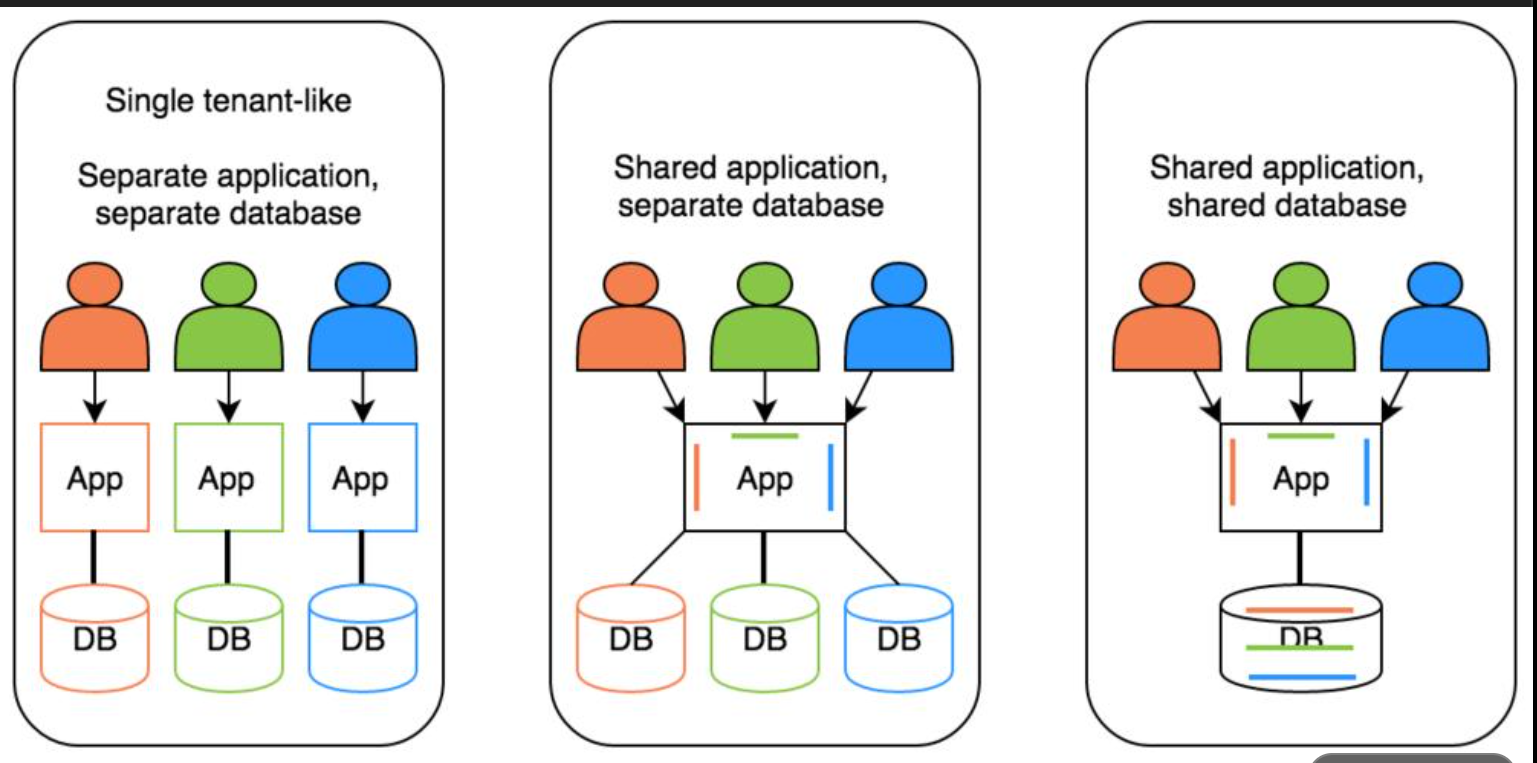 Single tenant-like
Separate application,
separate database
App
App
App
DB
DB
DB
Shared application,
separate database
App
DB
DB
DB
Shared application,
shared database
App
DB